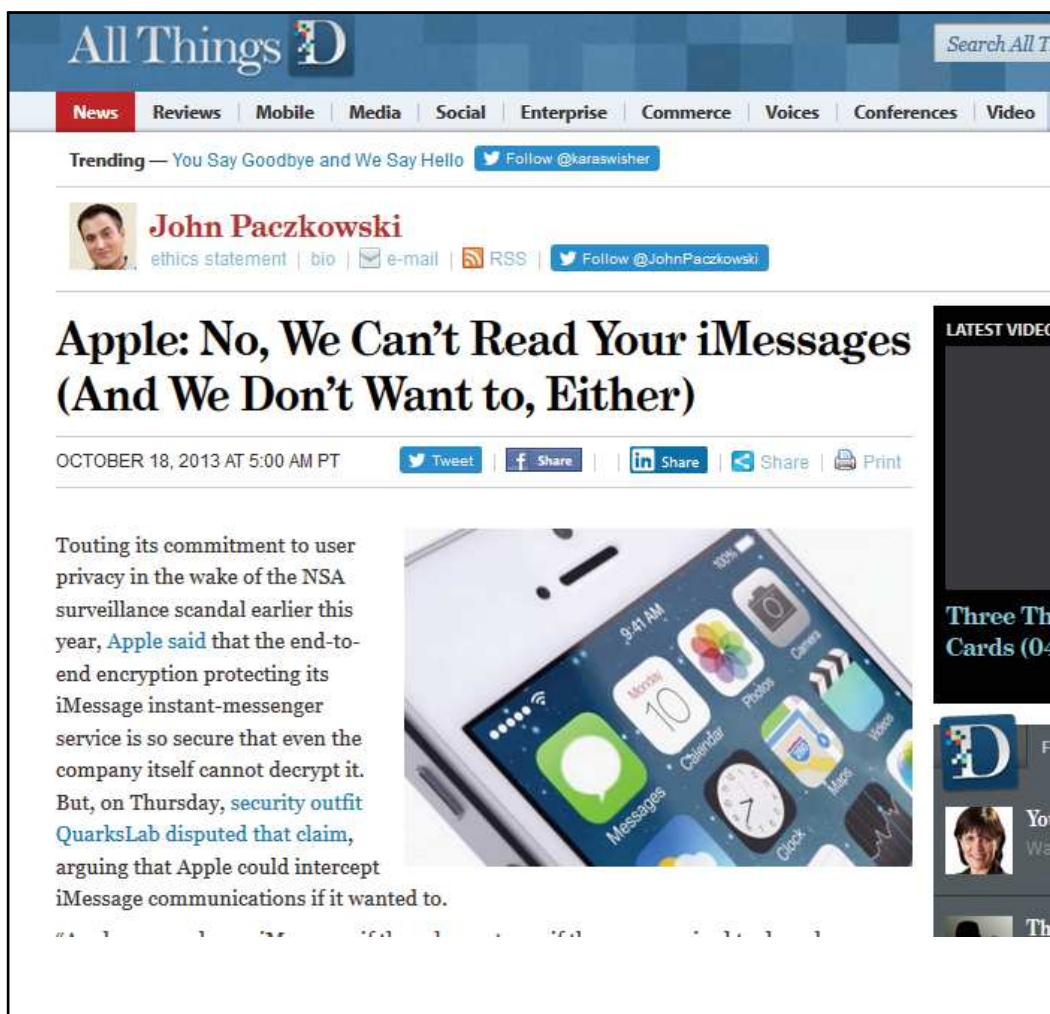 All Things D
Search All T
News Reviews Mobile Media Social Enterprise Commerce Voices Conferences Video
Trending — You Say Goodbye and We Say Hello Follow @karaswisher
John Paczkowski
ethics statement | bio | e-mail | RSS | Follow @JohnPaczkowski
Apple: No, We Can't Read Your iMessages
(And We Don't Want to, Either)
OCTOBER 18, 2013 AT 5:00 AM PT Tweet | Share | | Share | Share | Print
Touting its commitment to user
privacy in the wake of the NSA
surveillance scandal earlier this
year, Apple said that the end-to-
end encryption protecting its
iMessage instant-messenger
service is so secure that even the
company itself cannot decrypt it.
But, on Thursday, security outfit
QuarksLab disputed that claim,
arguing that Apple could intercept
iMessage communications if it wanted to.
100%
9:41 AM
Monday
10
Messages
Calendar
Photos
Camera
Clock
Maps
Videos
LATEST VIDEO
Three Th
Cards (04
D
F
You
Wa
Th